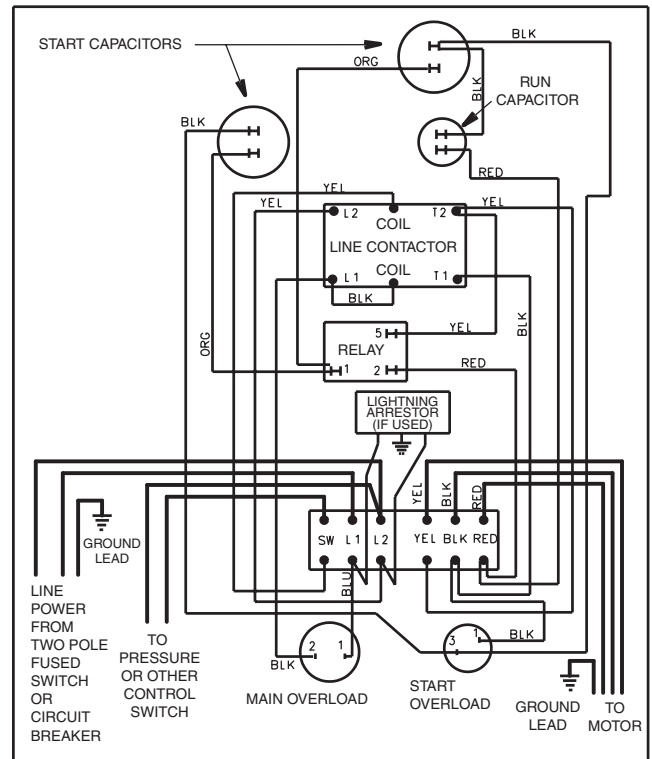 START CAPACITORS
BLK
ORG
BLK
RUN
CAPACITOR
BLK
RED
YEL
YEL
YEL
L2
COIL
T2
LINE CONTACTOR
L1
COIL
T1
BLK
BLK
ORG
5
YEL
RELAY
1
2
RED
LIGHTNING
ARRESTOR
(IF USED)
YEL
BLK
RED
GROUND
LEAD
SW
L1
L2
YEL
BLK
RED
BLU
LINE
POWER
FROM
TWO POLE
FUSED
SWITCH
OR
CIRCUIT
BREAKER
TO
PRESSURE
OR OTHER
CONTROL
SWITCH
2
1
BLK
MAIN OVERLOAD
3
1
BLK
START
OVERLOAD
GROUND
LEAD
TO
MOTOR